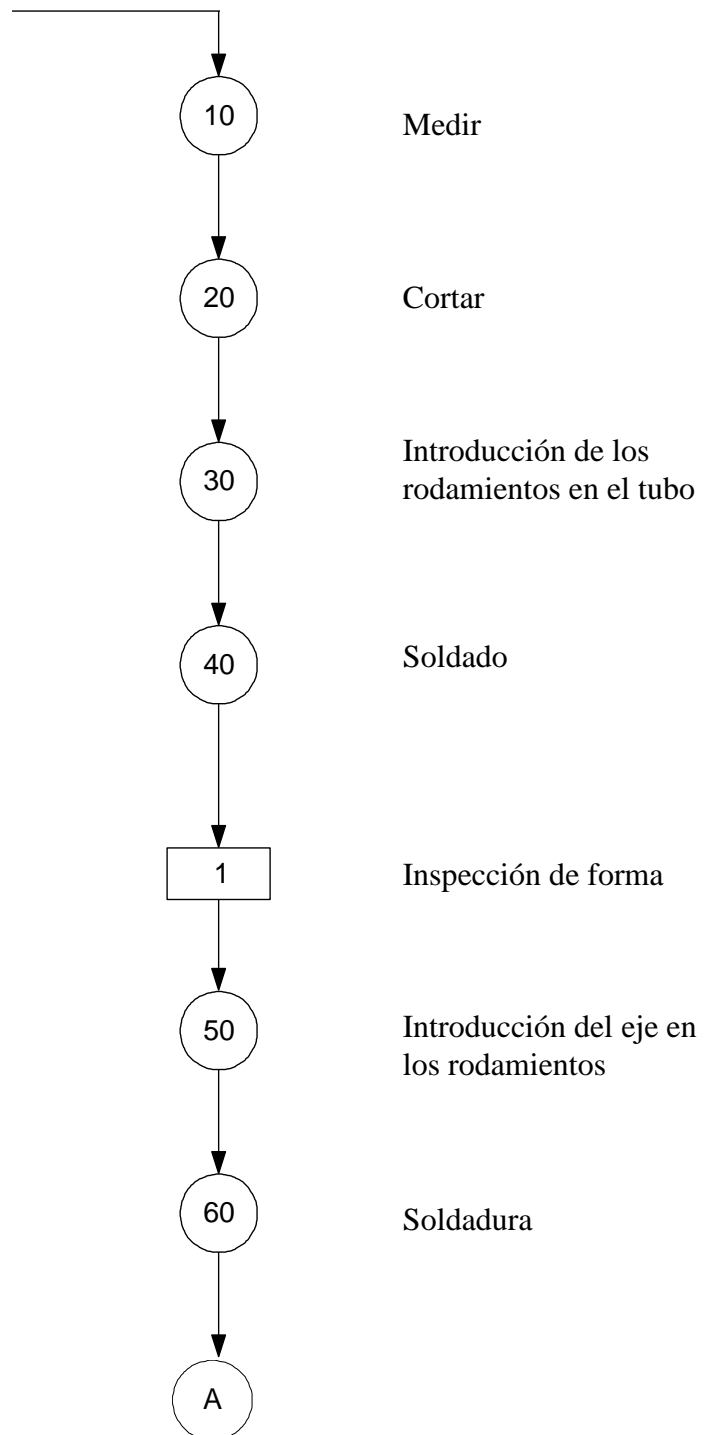 10
Medir
20
Cortar
30
Introducción de los
rodamientos en el tubo
40
Soldado
1
Inspección de forma
50
Introducción del eje en
los rodamientos
60
Soldadura
A